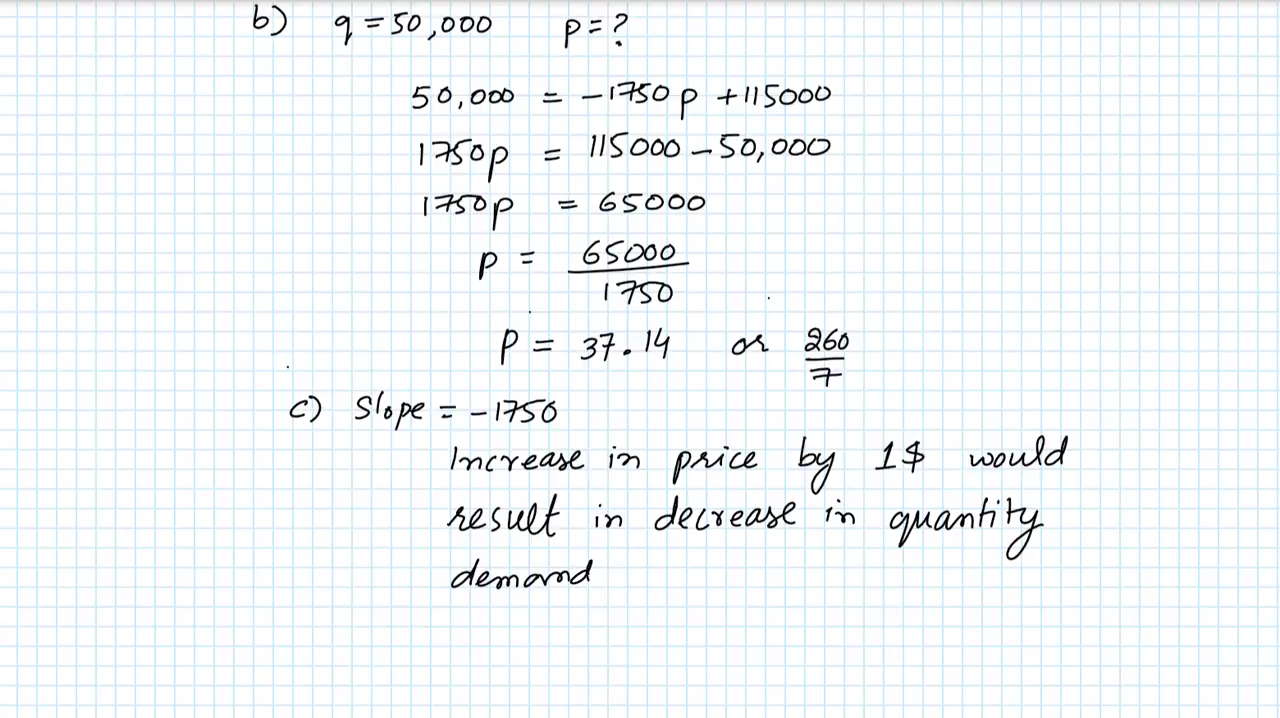 b) q = 50,000 p = ?
50,000 = -1750p + 115000
1750p = 115000 - 50,000
1750p = 65000
p = 65000/1750
P = 37.14 or 260/7
c) Slope = -1750
Increase in price by 1$ would
result in decrease in quantity
demand